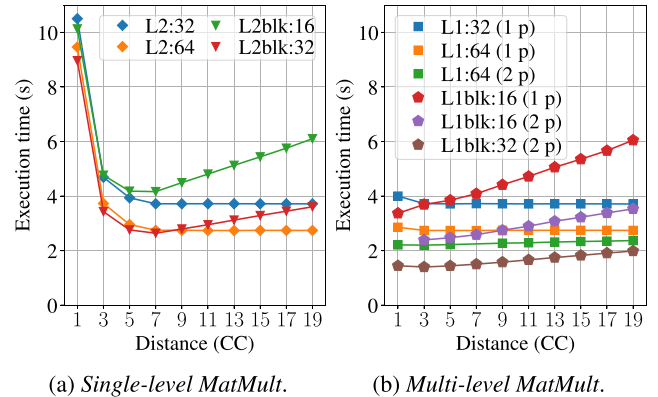 L2:32
L2:64
L2blk:16
L2blk:32
Execution time (s)
10
8
6
4
2
0
1 3 5 7 9 11 13 15 17 19
Distance (CC)
(a) Single-level MatMult.
L1:32 (1 p)
L1:64 (1 p)
L1:64 (2 p)
L1blk:16 (1 p)
L1blk:16 (2 p)
L1blk:32 (2 p)
Execution time (s)
10
8
6
4
2
0
1 3 5 7 9 11 13 15 17 19
Distance (CC)
(b) Multi-level MatMult.